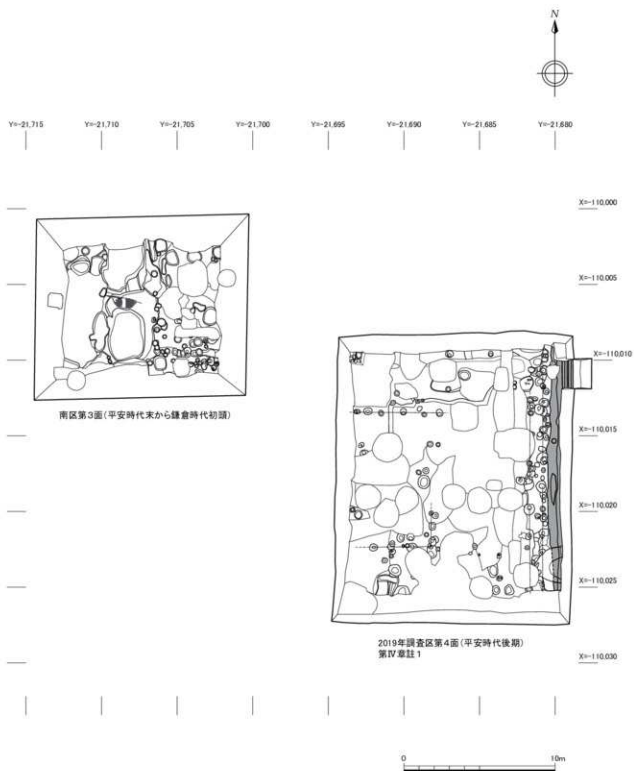 N
Y=-21,715 Y=-21,710 Y=-21,705 Y=-21,700 Y=-21,695 Y=-21,690 Y=-21,685 Y=-21,680
X=-110,000
X=-110,005
X=-110,010
南区第3面(平安時代末から鎌倉時代初頭)
X=-110,015
X=-110,020
X=-110,025
2019年調査区第4面(平安時代後期)
第Ⅳ章註1
X=-110,030
0 10m